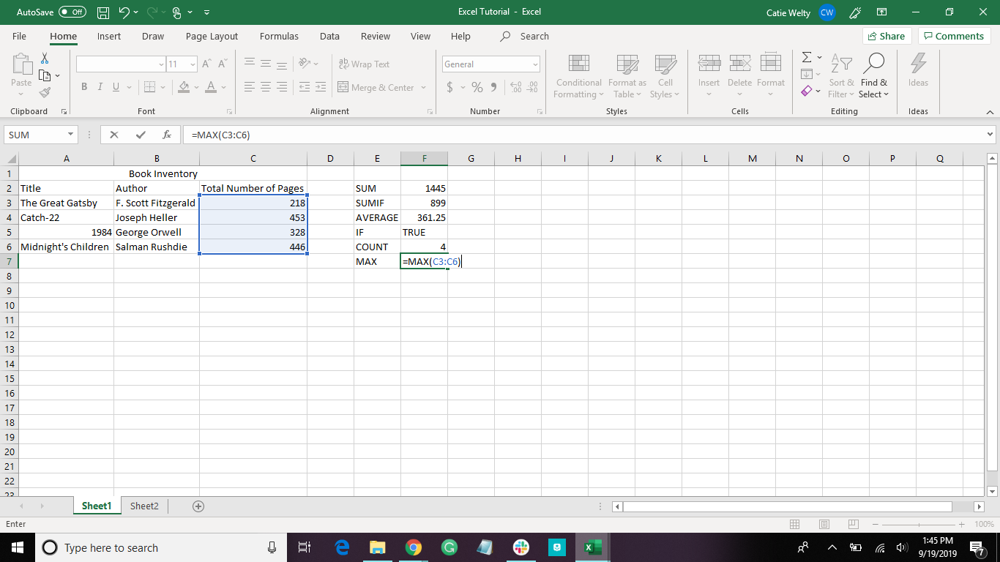 AutoSave Off Excel Tutorial - Excel Catie Welty CW
File Home Insert Draw Page Layout Formulas Data Review View Help Search Share Comments
11 General
Paste B I U Wrap Text Merge & Center $ % Conditional Formatting Format as Table Cell Styles Insert Delete Format Sort & Filter Find & Select Ideas
Clipboard Font Alignment Number Styles Cells Editing Ideas
SUM fx =MAX(C3:C6)
A B C D E F G H I J K L M N O P Q
1 Book Inventory
2 Title Author Total Number of Pages SUM 1445
3 The Great Gatsby F. Scott Fitzgerald 218 SUMIF 899
4 Catch-22 Joseph Heller 453 AVERAGE 361.25
5 1984 George Orwell 328 IF TRUE
6 Midnight's Children Salman Rushdie 446 COUNT 4
7 MAX =MAX(C3:C6)
8
9
10
11
12
13
14
15
16
17
18
19
20
21
22
23
Sheet1 Sheet2
Enter 100%
Type here to search 1:45 PM
9/19/2019 7